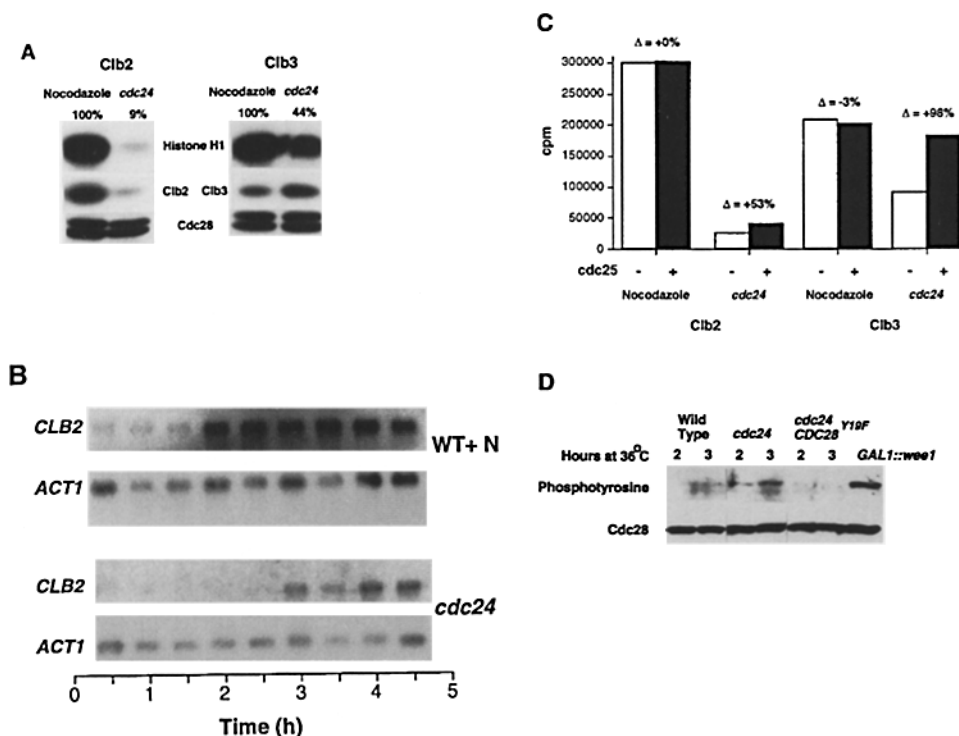 A
Clb2
Clb3
Nocodazole cdc24
Nocodazole cdc24
100% 9%
100% 44%
Histone H1
Clb2 Clb3
Cdc28
B
CLB2
WT+ N
ACT1
CLB2
cdc24
ACT1
0 1 2 3 4 5
Time (h)
C
Δ = +0%
Δ = -3%
Δ = +98%
Δ = +53%
300000
250000
200000
150000
100000
50000
0
cpm
cdc25 - + - + - + - +
Nocodazole cdc24 Nocodazole cdc24
Clb2 Clb3
D
Wild Type
cdc24
cdc24 CDC28 Y19F
Hours at 36°C 2 3 2 3 2 3 GAL1::wee1
Phosphotyrosine
Cdc28